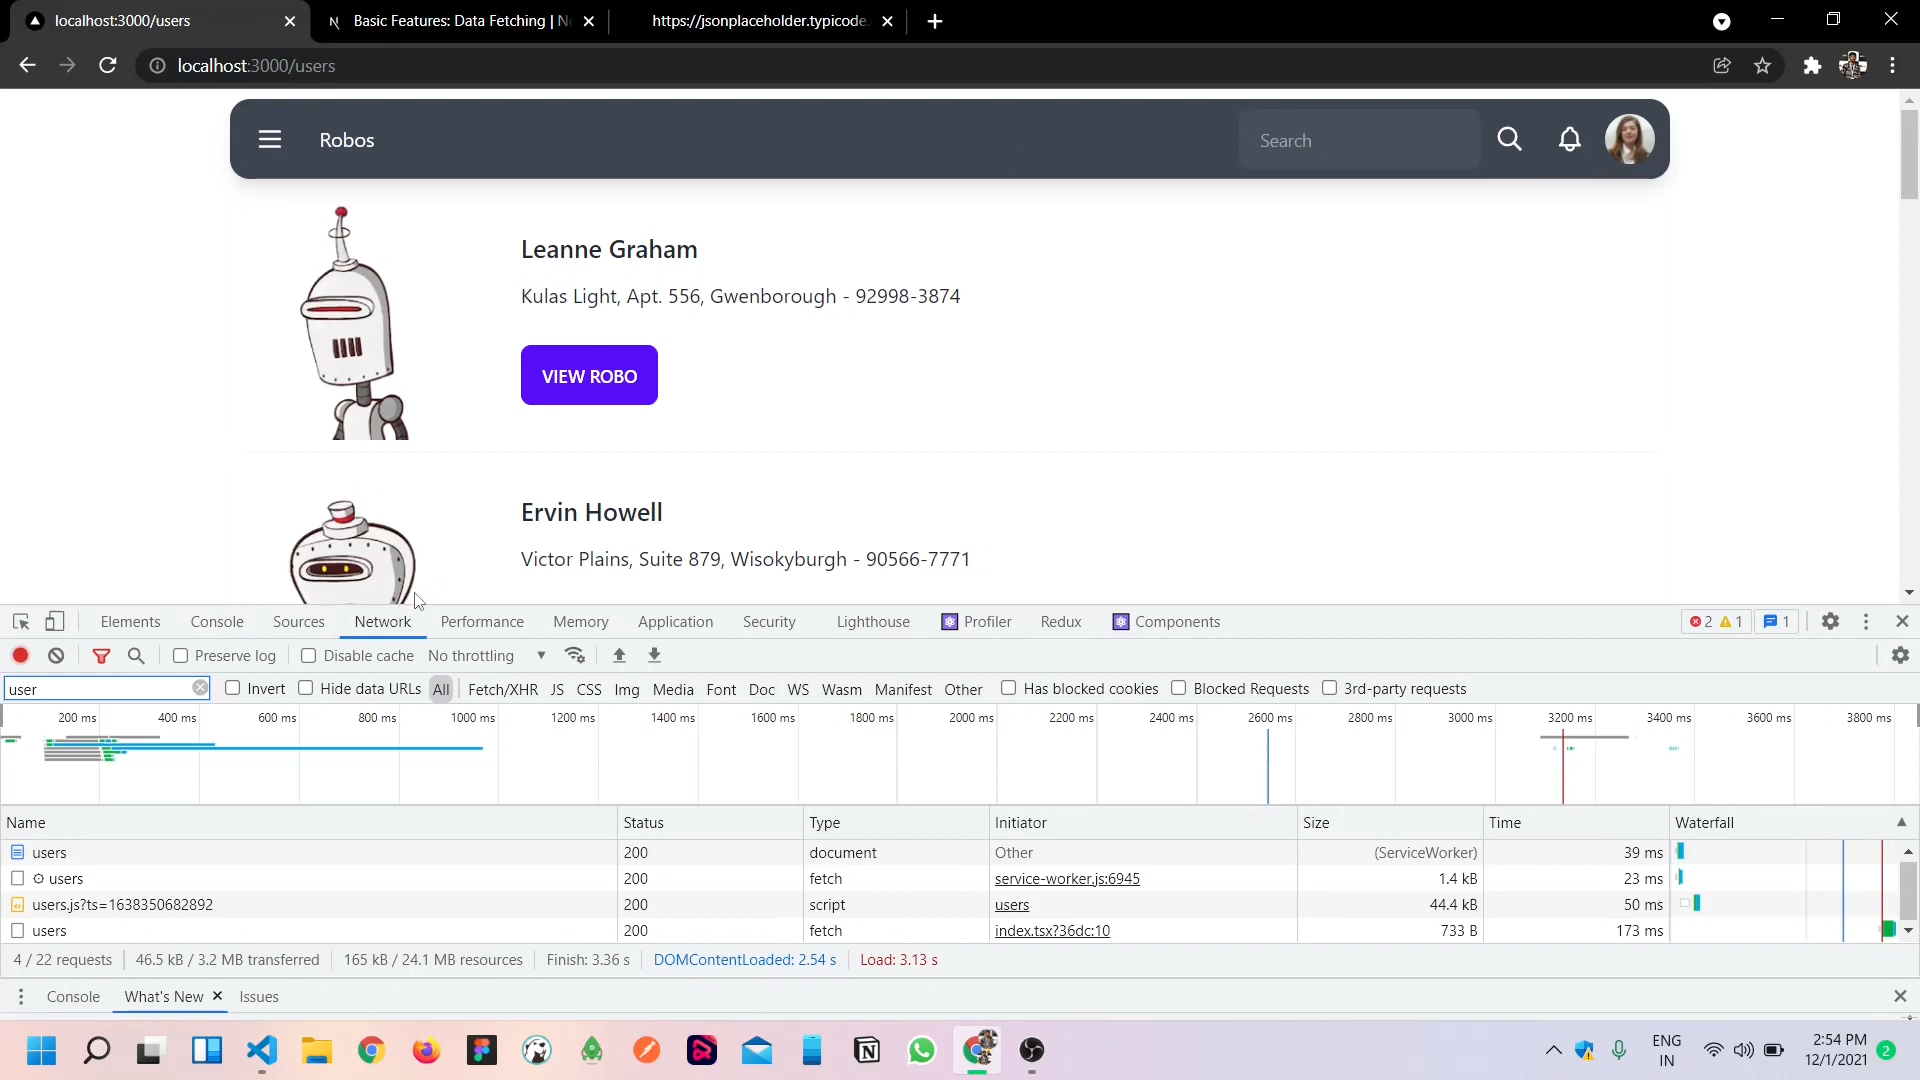 localhost:3000/users
Basic Features: Data Fetching | Ne
https://jsonplaceholder.typicode.
localhost:3000/users
Robos
Search
Leanne Graham
Kulas Light, Apt. 556, Gwenborough - 92998-3874
VIEW ROBO
Ervin Howell
Victor Plains, Suite 879, Wisokyburgh - 90566-7771
Elements Console Sources Network Performance Memory Application Security Lighthouse Profiler Redux Components 2 1 1
Preserve log Disable cache No throttling
user Invert Hide data URLs All Fetch/XHR JS CSS Img Media Font Doc WS Wasm Manifest Other Has blocked cookies Blocked Requests 3rd-party requests
200 ms 400 ms 600 ms 800 ms 1000 ms 1200 ms 1400 ms 1600 ms 1800 ms 2000 ms 2200 ms 2400 ms 2600 ms 2800 ms 3000 ms 3200 ms 3400 ms 3600 ms 3800 ms
Name Status Type Initiator Size Time Waterfall
users 200 document Other (ServiceWorker) 39 ms
users 200 fetch service-worker.js:6945 1.4 kB 23 ms
users.js?ts=1638350682892 200 script users 44.4 kB 50 ms
users 200 fetch index.tsx?36dc:10 733 B 173 ms
4 / 22 requests 46.5 kB / 3.2 MB transferred 165 kB / 24.1 MB resources Finish: 3.36 s DOMContentLoaded: 2.54 s Load: 3.13 s
Console What's New Issues
ENG
IN
2:54 PM
12/1/2021
2